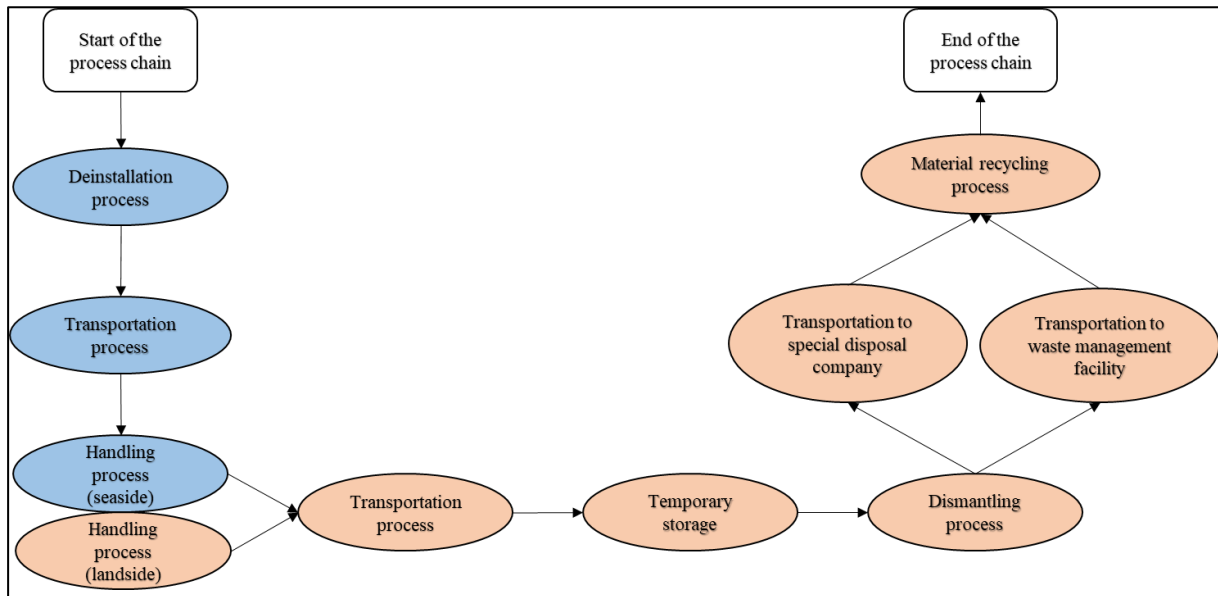 Start of the
process chain
Deinstallation
process
Transportation
process
Handling
process
(seaside)
Handling
process
(landside)
Transportation
process
Temporary
storage
Dismantling
process
Transportation to
special disposal
company
Transportation to
waste management
facility
Material recycling
process
End of the
process chain